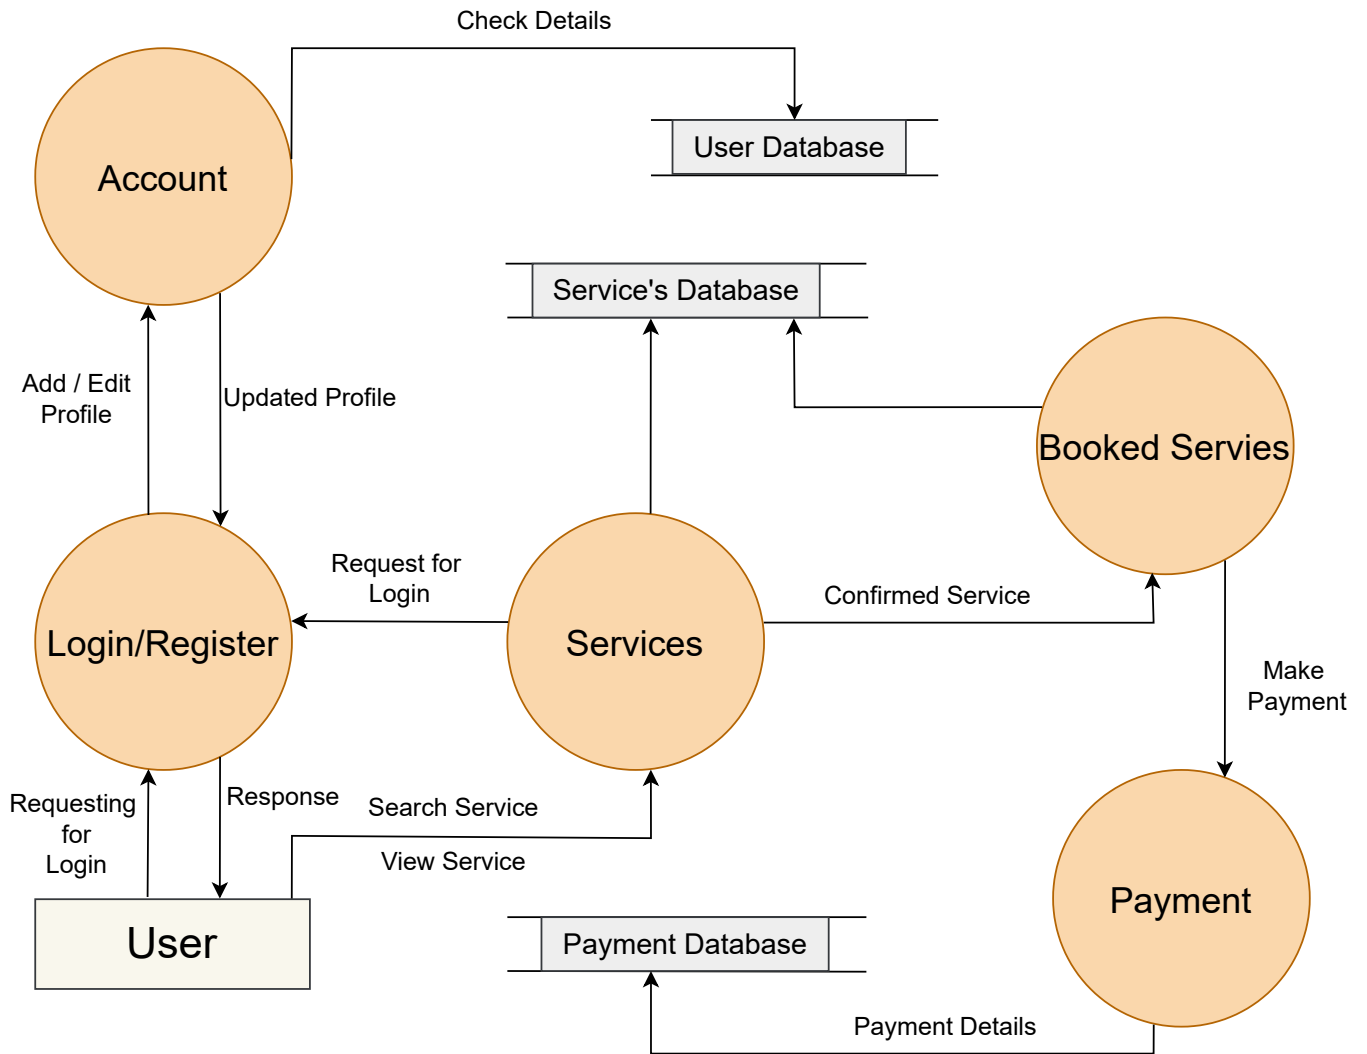 Check Details
User Database
Account
Service's Database
Add / Edit
Profile
Updated Profile
Booked Servies
Request for
Login
Confirmed Service
Login/Register
Services
Make
Payment
Requesting
for
Login
Response
Search Service
View Service
User
Payment Database
Payment
Payment Details